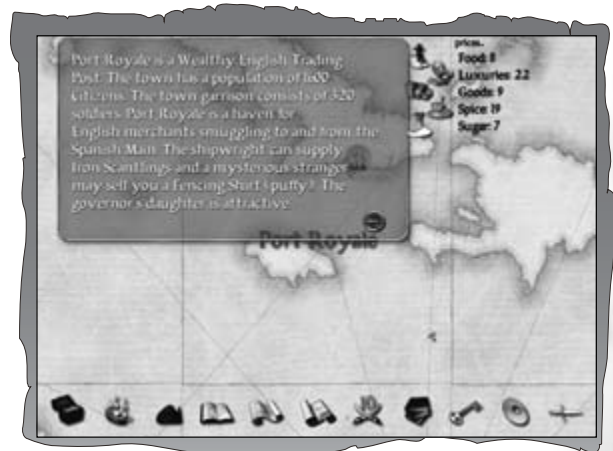 Port Royale is a Wealthy English Trading
Post. The town has a population of 1600
Citizens. The town garrison consists of 320
soldiers. Port Royale is a haven for
English merchants smuggling to and from the
Spanish Main. The shipwright can supply
Iron Scantlings and a mysterious stranger
may sell you a Fencing Shirt (puffy). The
governor's daughter is attractive.
prices.
Food: 8
Luxuries: 22
Goods: 9
Spice: 19
Sugar: 7
Port Royale